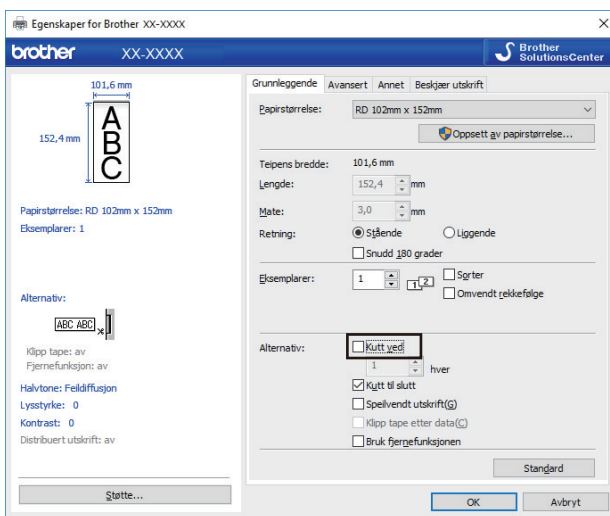 Egenskaper for Brother XX-XXXX
brother XX-XXXX
Brother
SolutionsCenter
101,6 mm
152,4 mm
A
B
C
Papirstørrelse: RD 102mm x 152mm
Eksemplarer: 1
Alternativ:
ABC ABC
Klipp tape: av
Fjernefunksjon: av
Halvtone: Feildiffusjon
Lysstyrke: 0
Kontrast: 0
Distribuert utskrift: av
Støtte...
Grunnleggende Avansert Annet Beskjær utskrift
Papirstørrelse: RD 102mm x 152mm
Oppsett av papirstørrelse...
Teipens bredde: 101,6 mm
Lengde: 152,4 mm
Mate: 3,0 mm
Retning: Stående Liggende
Snudd 180 grader
Eksemplarer: 1 1 2 Sorter
Omvendt rekkefølge
Alternativ: Kutt ved
1 hver
Kutt til slutt
Speilvendt utskrift(G)
Klipp tape etter data(C)
Bruk fjernefunksjonen
Standard
OK Avbryt